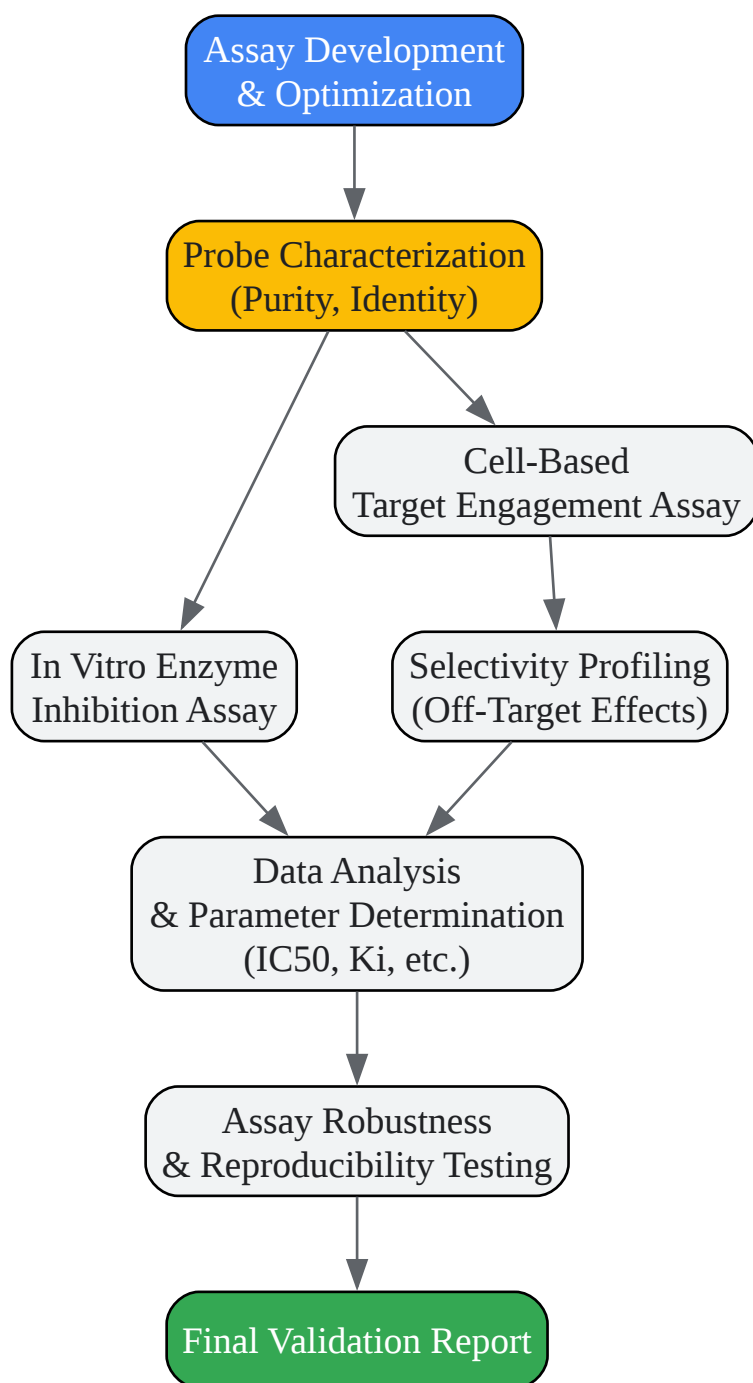 Assay Development
& Optimization
Probe Characterization
(Purity, Identity)
Cell-Based
Target Engagement Assay
In Vitro Enzyme
Inhibition Assay
Selectivity Profiling
(Off-Target Effects)
Data Analysis
& Parameter Determination
(IC50, Ki, etc.)
Assay Robustness
& Reproducibility Testing
Final Validation Report